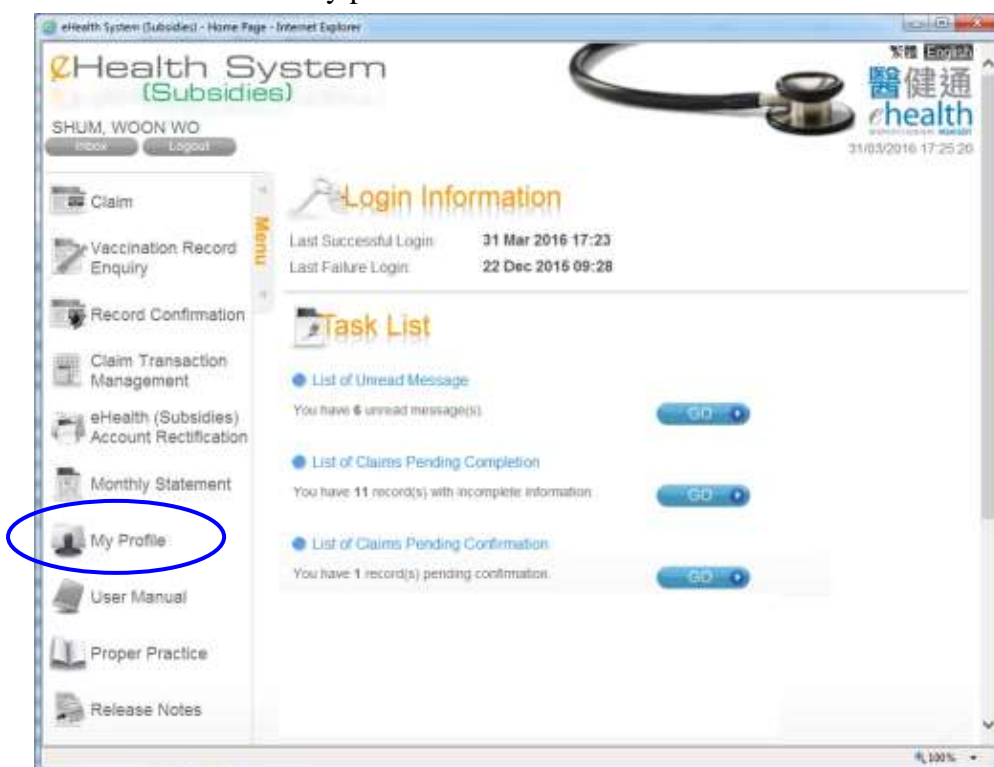 eHealth System (Subsidies) - Home Page - Internet Explorer
eHealth System
(Subsidies)
繁體 English
醫健通
ehealth
SHUM, WOON WO
Inbox Logout
31/03/2016 17:25:20
Menu
Claim
Vaccination Record
Enquiry
Record Confirmation
Claim Transaction
Management
eHealth (Subsidies)
Account Rectification
Monthly Statement
My Profile
User Manual
Proper Practice
Release Notes
Login Information
Last Successful Login: 31 Mar 2016 17:23
Last Failure Login: 22 Dec 2015 09:28
Task List
List of Unread Message
You have 6 unread message(s).
GO
List of Claims Pending Completion
You have 11 record(s) with incomplete information.
GO
List of Claims Pending Confirmation
You have 1 record(s) pending confirmation.
GO
100%